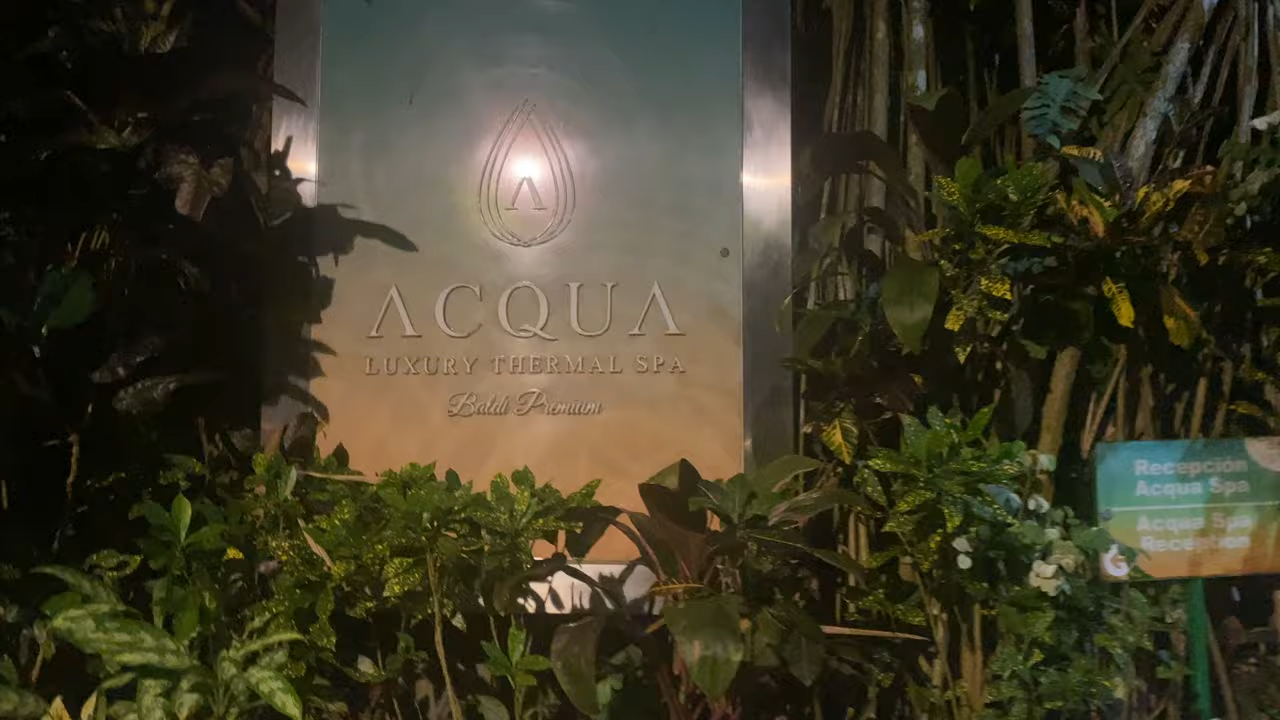 ACQUA
LUXURY THERMAL SPA
Baldi Premium
Recepción
Acqua Spa
Acqua Spa
Reception